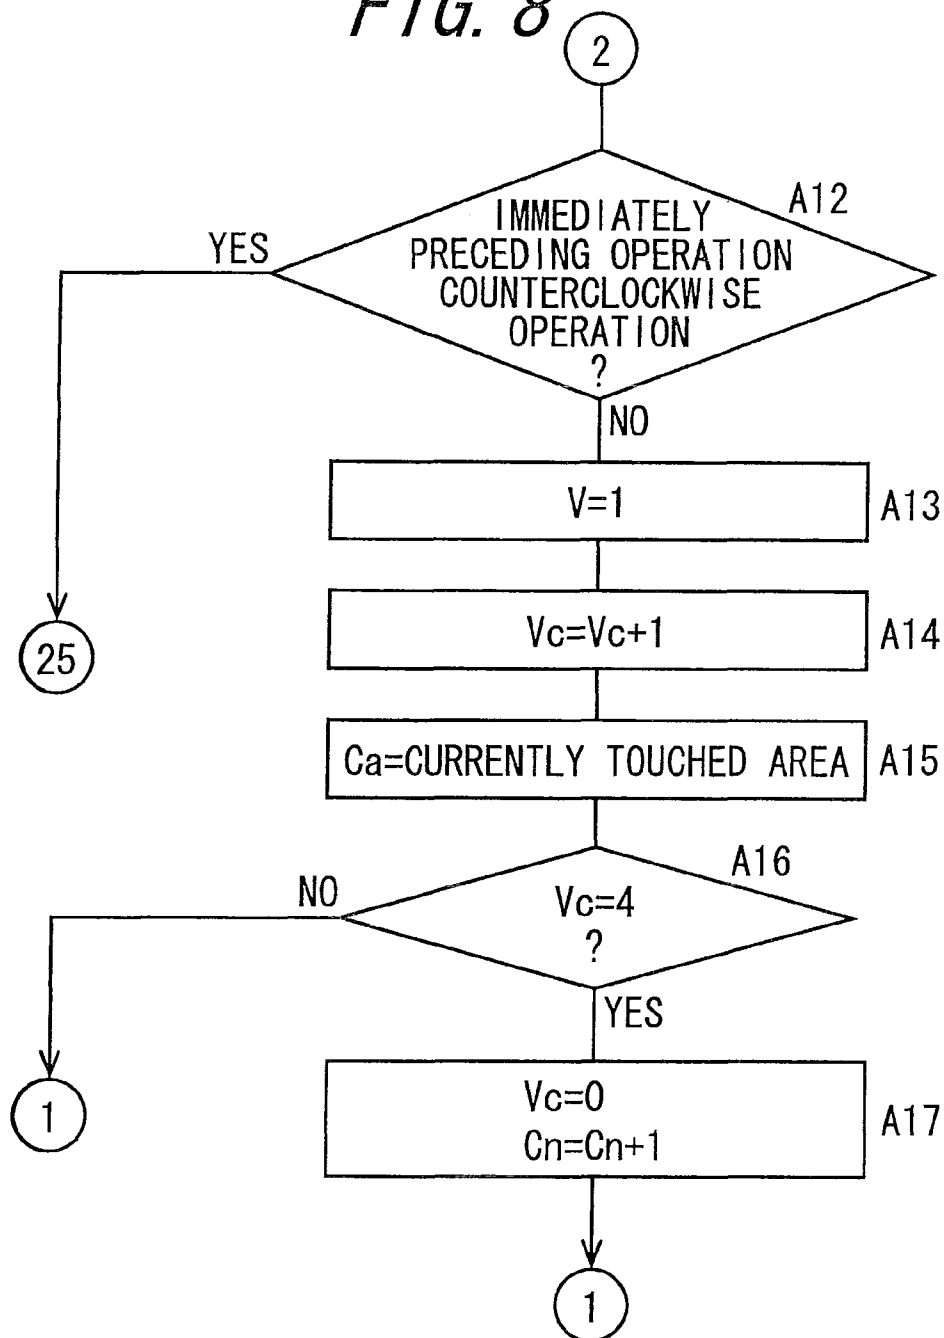 FIG. 8
2
A12
IMMEDIATELY
PRECEDING OPERATION
COUNTERCLOCKWISE
OPERATION
?
YES
NO
V=1
A13
25
Vc=Vc+1
A14
Ca=CURRENTLY TOUCHED AREA
A15
A16
NO
Vc=4
?
YES
1
Vc=0
Cn=Cn+1
A17
1